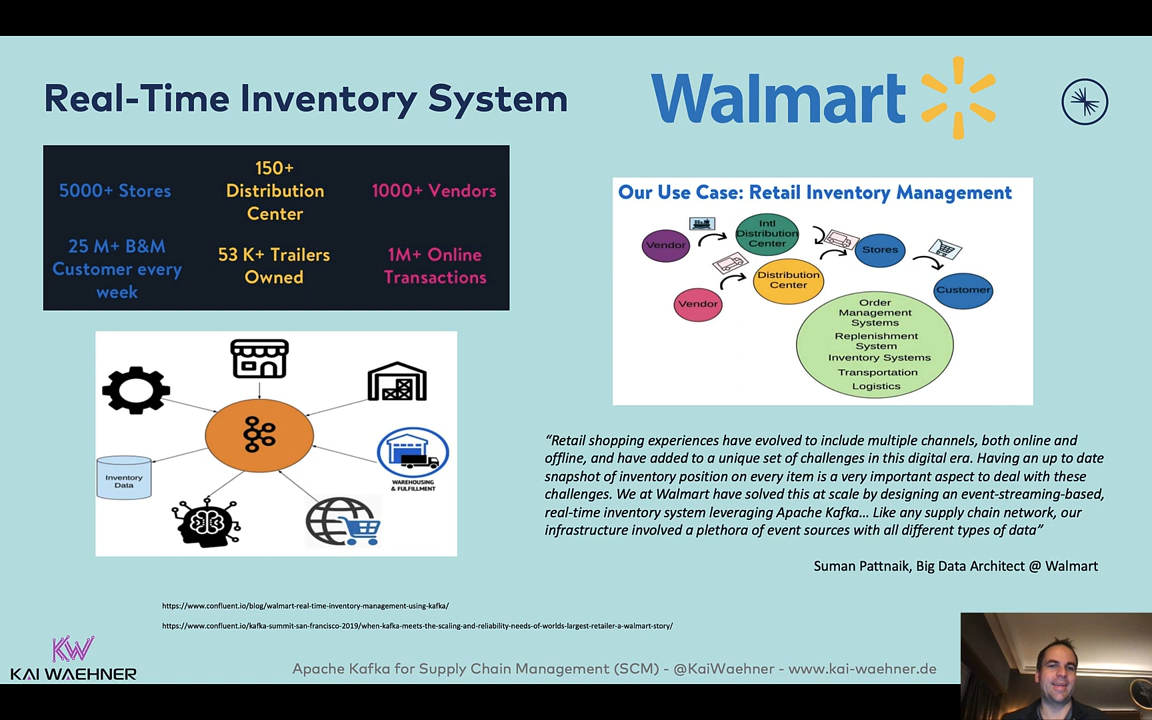 Real-Time Inventory System
Walmart
5000+ Stores
150+
Distribution
Center
1000+ Vendors
25 M+ B&M
Customer every
week
53 K+ Trailers
Owned
1M+ Online
Transactions
Inventory
Data
WAREHOUSING
& FULFILLMENT
Our Use Case: Retail Inventory Management
Vendor
Intl
Distribution
Center
Stores
Vendor
Distribution
Center
Customer
Order
Management
Systems
Replenishment
System
Inventory Systems
Transportation
Logistics
“Retail shopping experiences have evolved to include multiple channels, both online and
offline, and have added to a unique set of challenges in this digital era. Having an up to date
snapshot of inventory position on every item is a very important aspect to deal with these
challenges. We at Walmart have solved this at scale by designing an event-streaming-based,
real-time inventory system leveraging Apache Kafka… Like any supply chain network, our
infrastructure involved a plethora of event sources with all different types of data”
Suman Pattnaik, Big Data Architect @ Walmart
https://www.confluent.io/blog/walmart-real-time-inventory-management-using-kafka/
https://www.confluent.io/kafka-summit-san-francisco-2019/when-kafka-meets-the-scaling-and-reliability-needs-of-worlds-largest-retailer-a-walmart-story/
KW
KAI WAEHNER
Apache Kafka for Supply Chain Management (SCM) - @KaiWaehner - www.kai-waehner.de